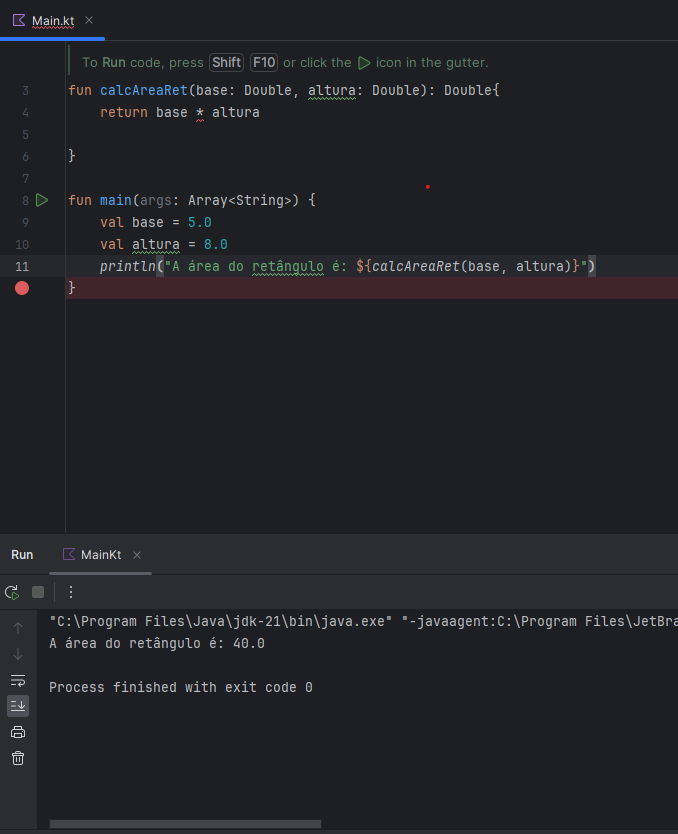 Main.kt
To Run code, press Shift F10 or click the icon in the gutter.
3 fun calcAreaRet(base: Double, altura: Double): Double{
4 return base * altura
5
6 }
7
8 fun main(args: Array<String>) {
9 val base = 5.0
10 val altura = 8.0
11 println("A área do retângulo é: ${calcAreaRet(base, altura)}")
}
Run MainKt
"C:\Program Files\Java\jdk-21\bin\java.exe" "-javaagent:C:\Program Files\JetBra
A área do retângulo é: 40.0
Process finished with exit code 0